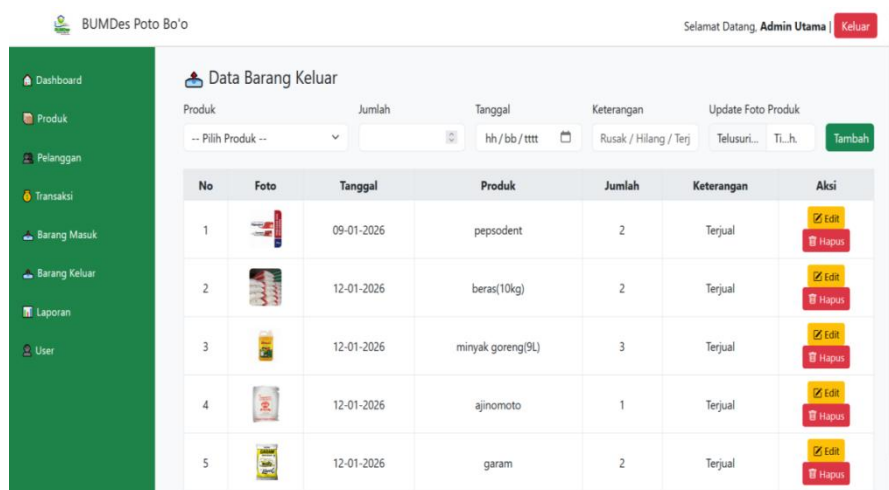 BUMDes Poto Bo'o
Selamat Datang, Admin Utama | Keluar
Dashboard
Produk
Pelanggan
Transaksi
Barang Masuk
Barang Keluar
Laporan
User
Data Barang Keluar
Produk Jumlah Tanggal Keterangan Update Foto Produk
-- Pilih Produk -- hh/bb/tttt Rusak / Hilang / Terj Telusuri... Ti...h. Tambah
No Foto Tanggal Produk Jumlah Keterangan Aksi
1 09-01-2026 pepsodent 2 Terjual Edit
Hapus
2 12-01-2026 beras(10kg) 2 Terjual Edit
Hapus
3 12-01-2026 minyak goreng(9L) 3 Terjual Edit
Hapus
4 12-01-2026 ajinomoto 1 Terjual Edit
Hapus
5 12-01-2026 garam 2 Terjual Edit
Hapus